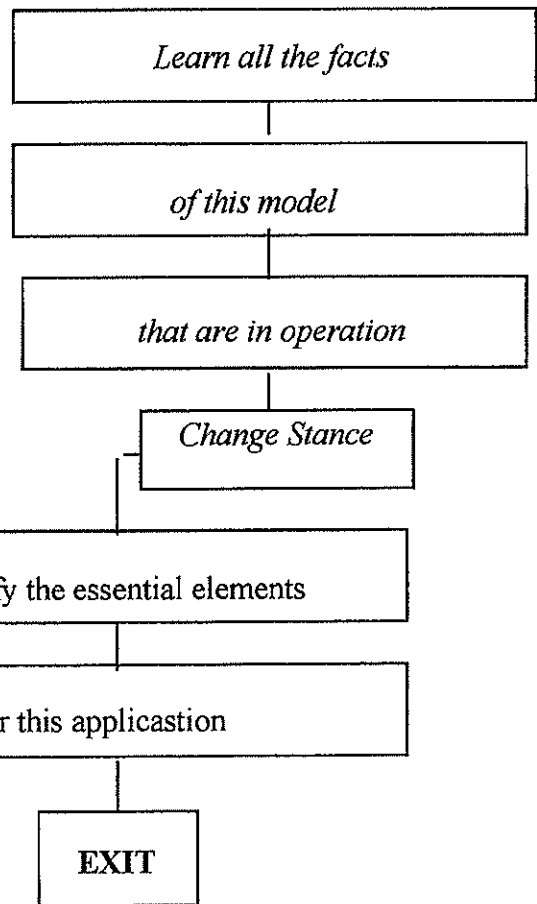 Learn all the facts
of this model
that are in operation
Change Stance
the essential elements
this applicastion
EXIT